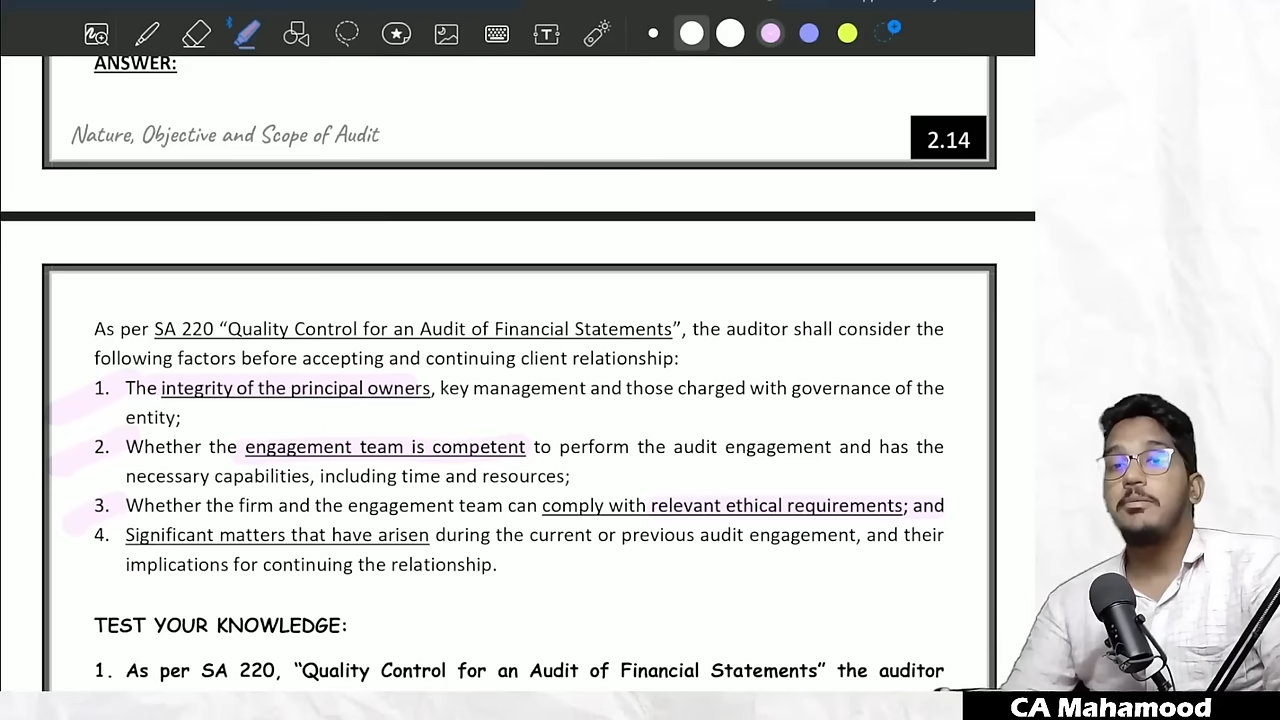 ANSWER:
Nature, Objective and Scope of Audit
2.14
As per SA 220 “Quality Control for an Audit of Financial Statements”, the auditor shall consider the
following factors before accepting and continuing client relationship:
1. The integrity of the principal owners, key management and those charged with governance of the
entity;
2. Whether the engagement team is competent to perform the audit engagement and has the
necessary capabilities, including time and resources;
3. Whether the firm and the engagement team can comply with relevant ethical requirements; and
4. Significant matters that have arisen during the current or previous audit engagement, and their
implications for continuing the relationship.
TEST YOUR KNOWLEDGE:
1. As per SA 220, “Quality Control for an Audit of Financial Statements” the auditor
CA Mahamood